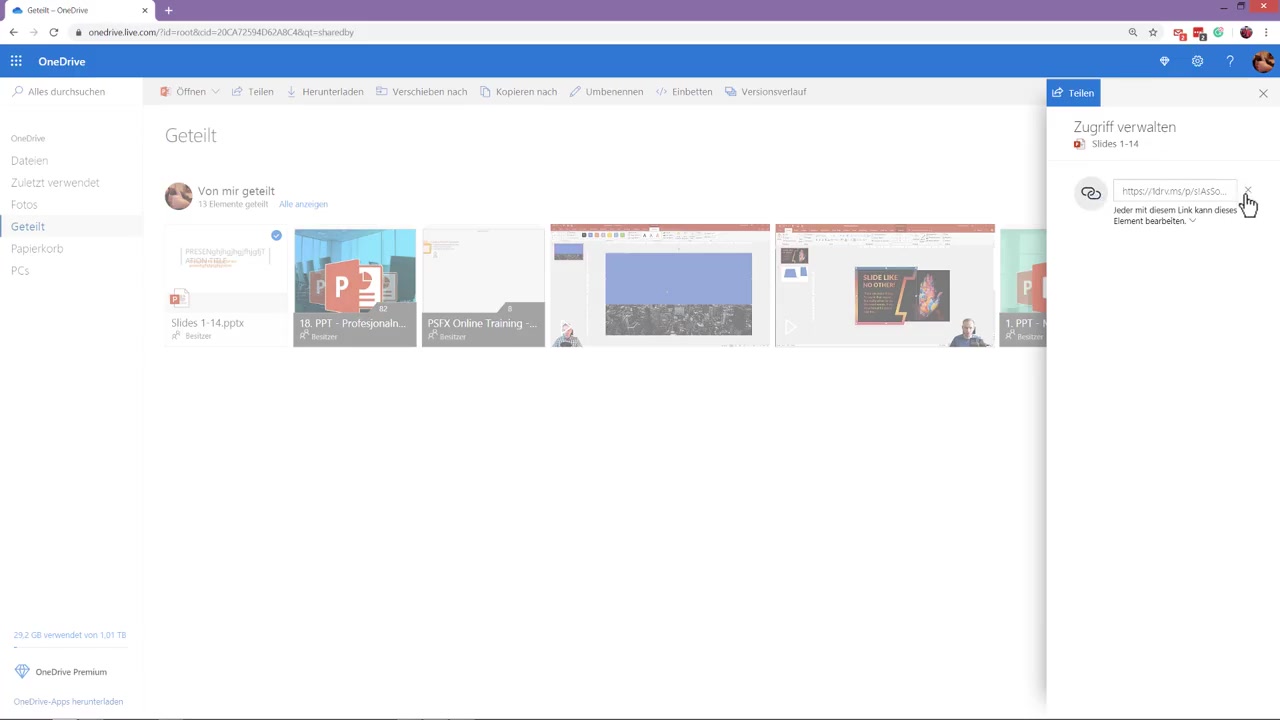 Geteilt – OneDrive
onedrive.live.com/?id=root&cid=20CA72594D62A8C4&qt=sharedby
OneDrive
Alles durchsuchen
Öffnen
Teilen
Herunterladen
Verschieben nach
Kopieren nach
Umbenennen
Einbetten
Versionsverlauf
OneDrive
Dateien
Zuletzt verwendet
Fotos
Geteilt
Papierkorb
PCs
29,2 GB verwendet von 1,01 TB
OneDrive Premium
OneDrive-Apps herunterladen
Geteilt
Von mir geteilt
13 Elemente geteilt
Alle anzeigen
Slides 1-14.pptx
Besitzer
82
18. PPT - Profesjonaln...
Besitzer
8
PSFX Online Training -...
Besitzer
SLIDE LIKE
NO OTHER!
1. PPT -
Besitzer
Teilen
Zugriff verwalten
Slides 1-14
https://1drv.ms/p/s!AsSo...
Jeder mit diesem Link kann dieses
Element bearbeiten.